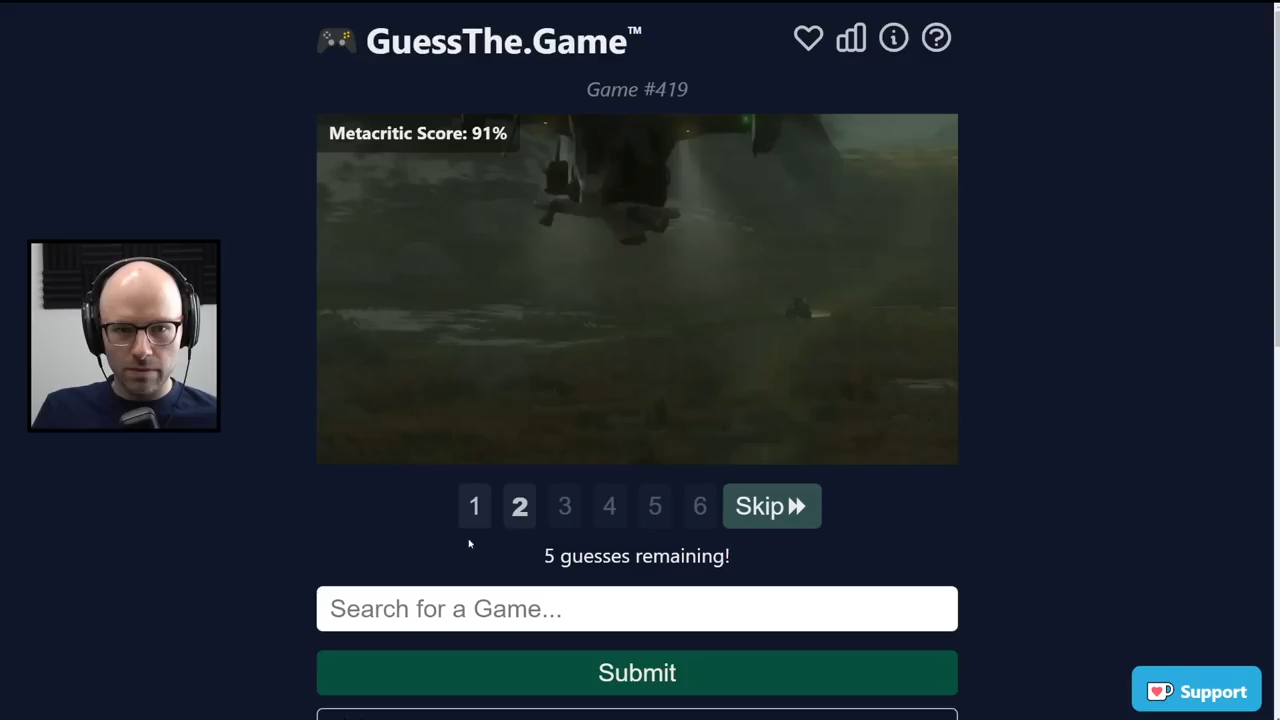 GuessThe.Game™
Game #419
Metacritic Score: 91%
1 2 3 4 5 6 Skip
5 guesses remaining!
Search for a Game...
Submit
Support